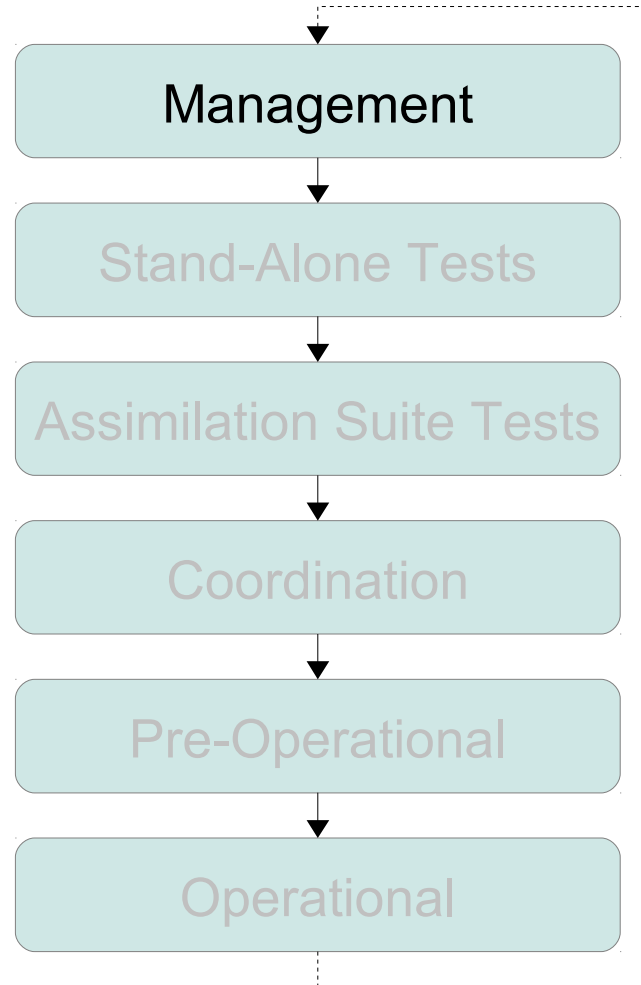 Management
Stand-Alone Tests
Assimilation Suite Tests
Coordination
Pre-Operational
Operational